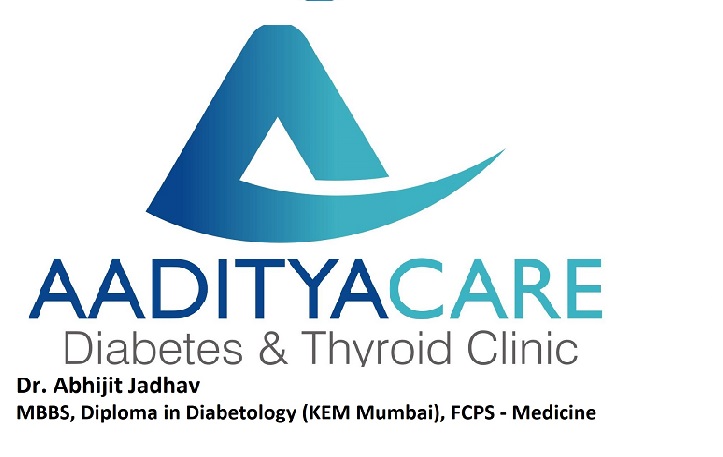 AADITYACARE
Diabetes & Thyroid Clinic
Dr. Abhijit Jadhav
MBBS, Diploma in Diabetology (KEM Mumbai), FCPS - Medicine